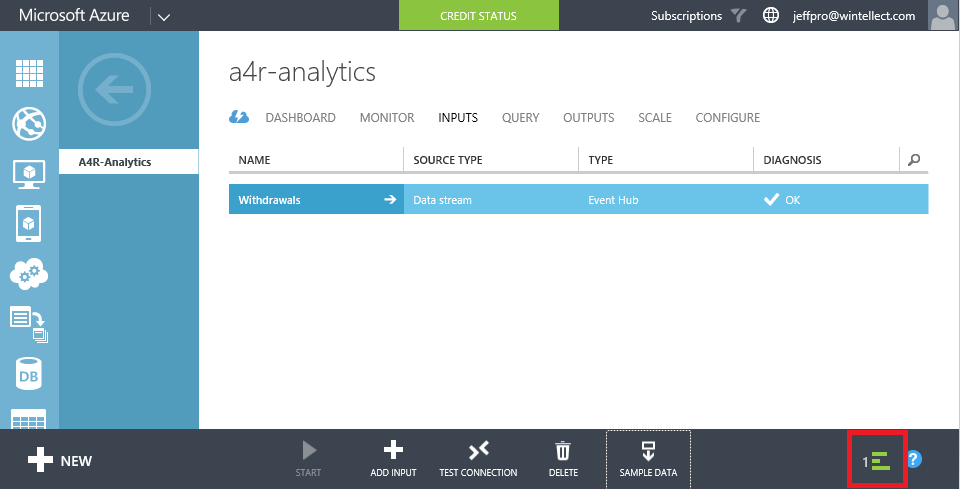 Microsoft Azure
CREDIT STATUS
Subscriptions
jeffpro@wintellect.com
a4r-analytics
DASHBOARD MONITOR INPUTS QUERY OUTPUTS SCALE CONFIGURE
A4R-Analytics
NAME SOURCE TYPE TYPE DIAGNOSIS
Withdrawals Data stream Event Hub OK
DB
NEW
START
ADD INPUT
TEST CONNECTION
DELETE
SAMPLE DATA
1
?